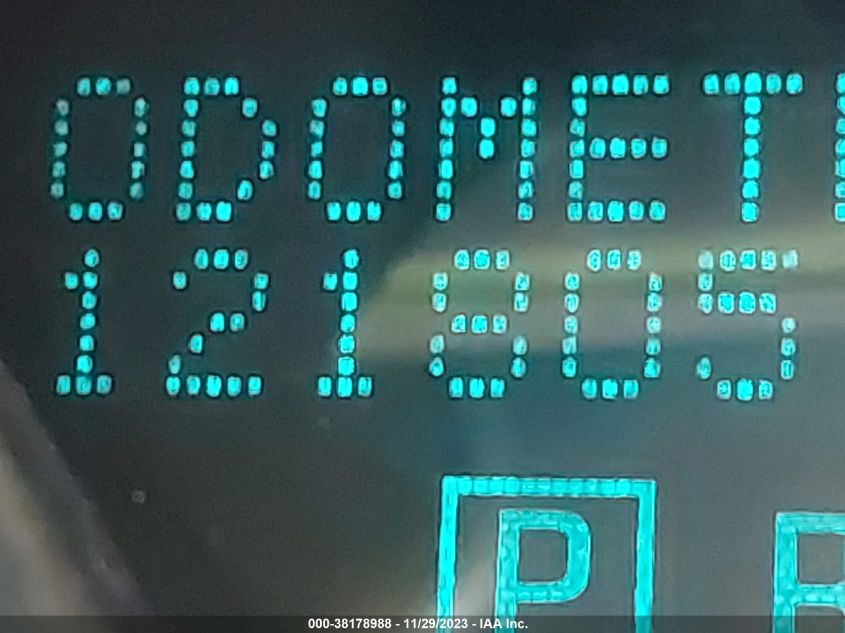 ODOMET
121805
P R
000-38178988 - 11/29/2023 - IAA Inc.